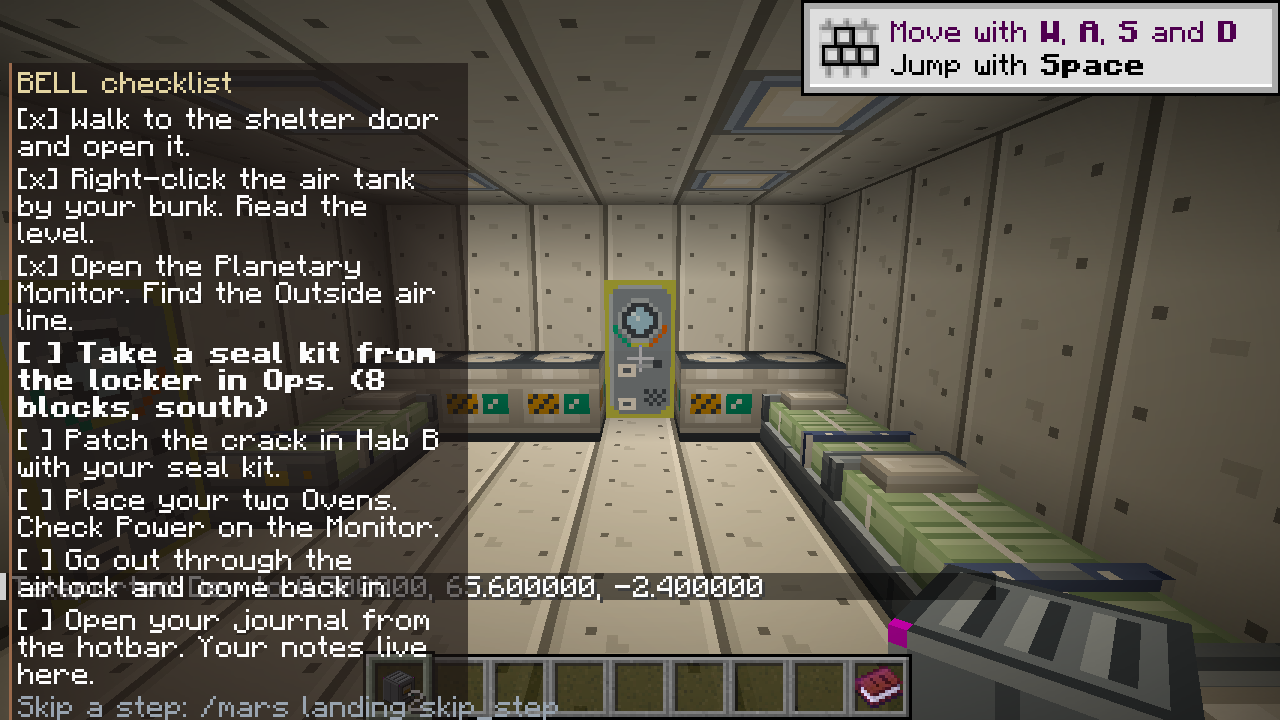 Move with W, A, S and D
Jump with Space
BELL checklist
[x] Walk to the shelter door
and open it.
[x] Right-click the air tank
by your bunk. Read the
level.
[x] Open the Planetary
Monitor. Find the Outside air
line.
[ ] Take a seal kit from
the locker in Ops. (8
blocks, south)
[ ] Patch the crack in Hab B
with your seal kit.
[ ] Place your two Ovens.
Check Power on the Monitor.
[ ] Go out through the
airlock and come back in.
65.600000, -2.400000
[ ] Open your journal from
the hotbar. Your notes live
here.
Skip a step: /mars landing skip_step
2